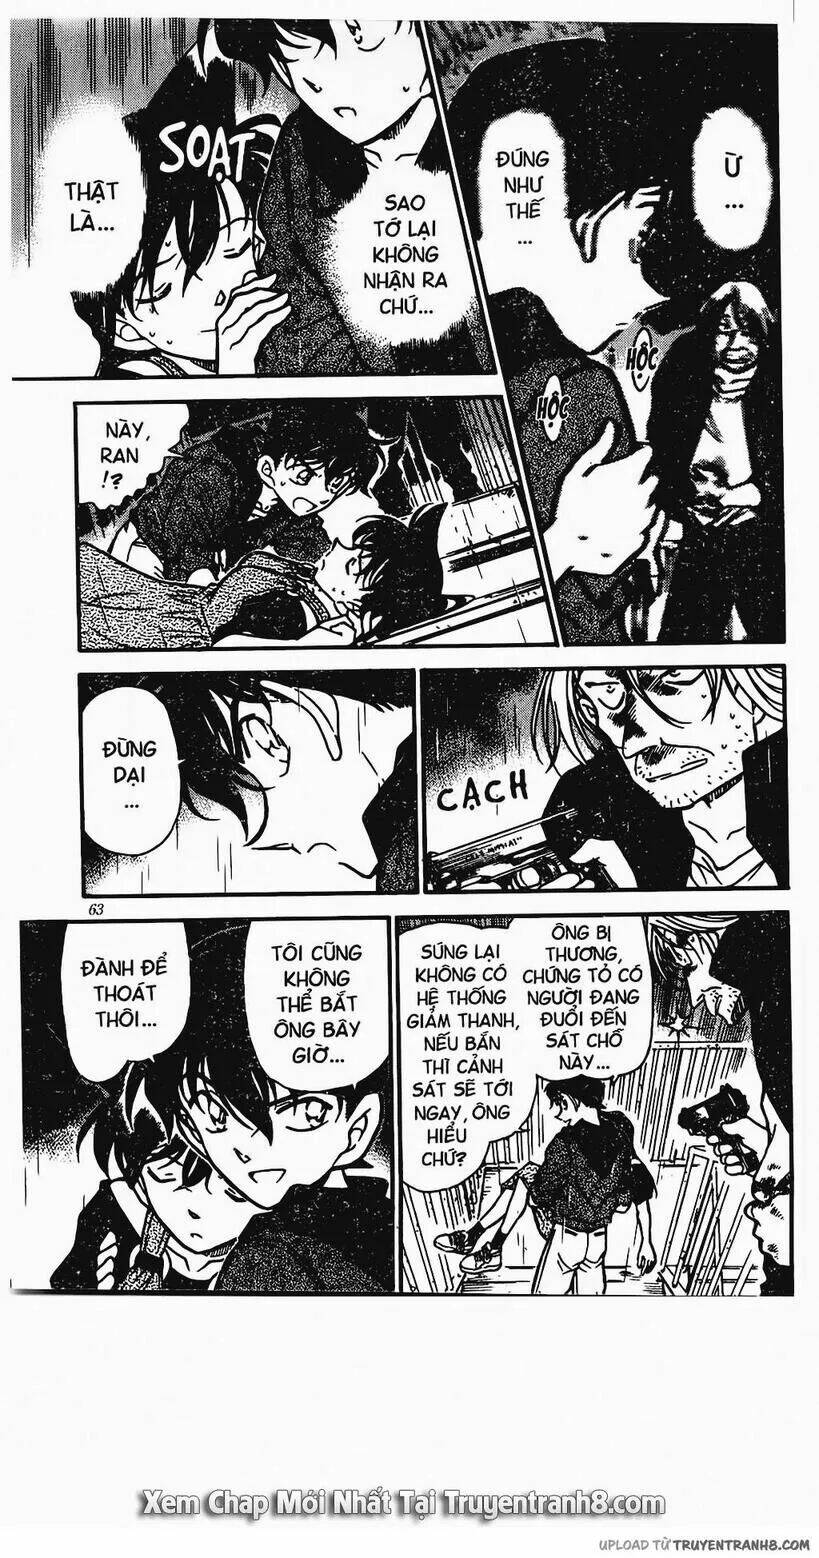 Ừ
...
ĐÚNG
NHƯ
THẾ
...
HỘC
HỘC
SAO
TỚ LẠI
KHÔNG
NHẬN RA
CHỨ...
SOẠT
THẬT
LÀ...
NÀY,
RAN
!?
CẠCH
ĐỪNG
DẠI
...
63
ÔNG BỊ
THƯƠNG,
CHỨNG TỎ CÓ
NGƯỜI ĐANG
ĐUỔI ĐẾN
SÁT CHỖ
NÀY...
SÚNG LẠI
KHÔNG CÓ
HỆ THỐNG
GIẢM THANH,
NẾU BẮN
THÌ CẢNH
SÁT SẼ TỚI
NGAY, ÔNG
HIỂU
CHỨ?
TÔI CŨNG
KHÔNG
THỂ BẮT
ÔNG BÂY
GIỜ...
ĐÀNH ĐỂ
THOÁT
THÔI...
Xem Chap Mới Nhất Tại Truyentranh8.com
UPLOAD TỪ TRUYENTRANH8.COM